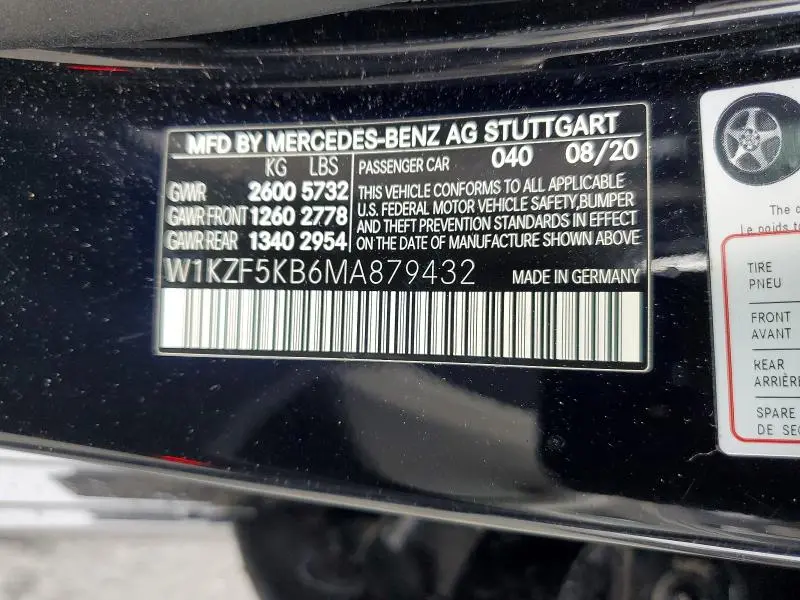 MFD BY MERCEDES-BENZ AG STUTTGART
KG LBS
GVWR 2600 5732
GAWR FRONT 1260 2778
GAWR REAR 1340 2954
PASSENGER CAR 040 08/20
THIS VEHICLE CONFORMS TO ALL APPLICABLE
U.S. FEDERAL MOTOR VEHICLE SAFETY,BUMPER
AND THEFT PREVENTION STANDARDS IN EFFECT
ON THE DATE OF MANUFACTURE SHOWN ABOVE
W1KZF5KB6MA879432 MADE IN GERMANY
The
Le poids
TIRE
PNEU
FRONT
AVANT
REAR
ARRIÈRE
SPARE
DE